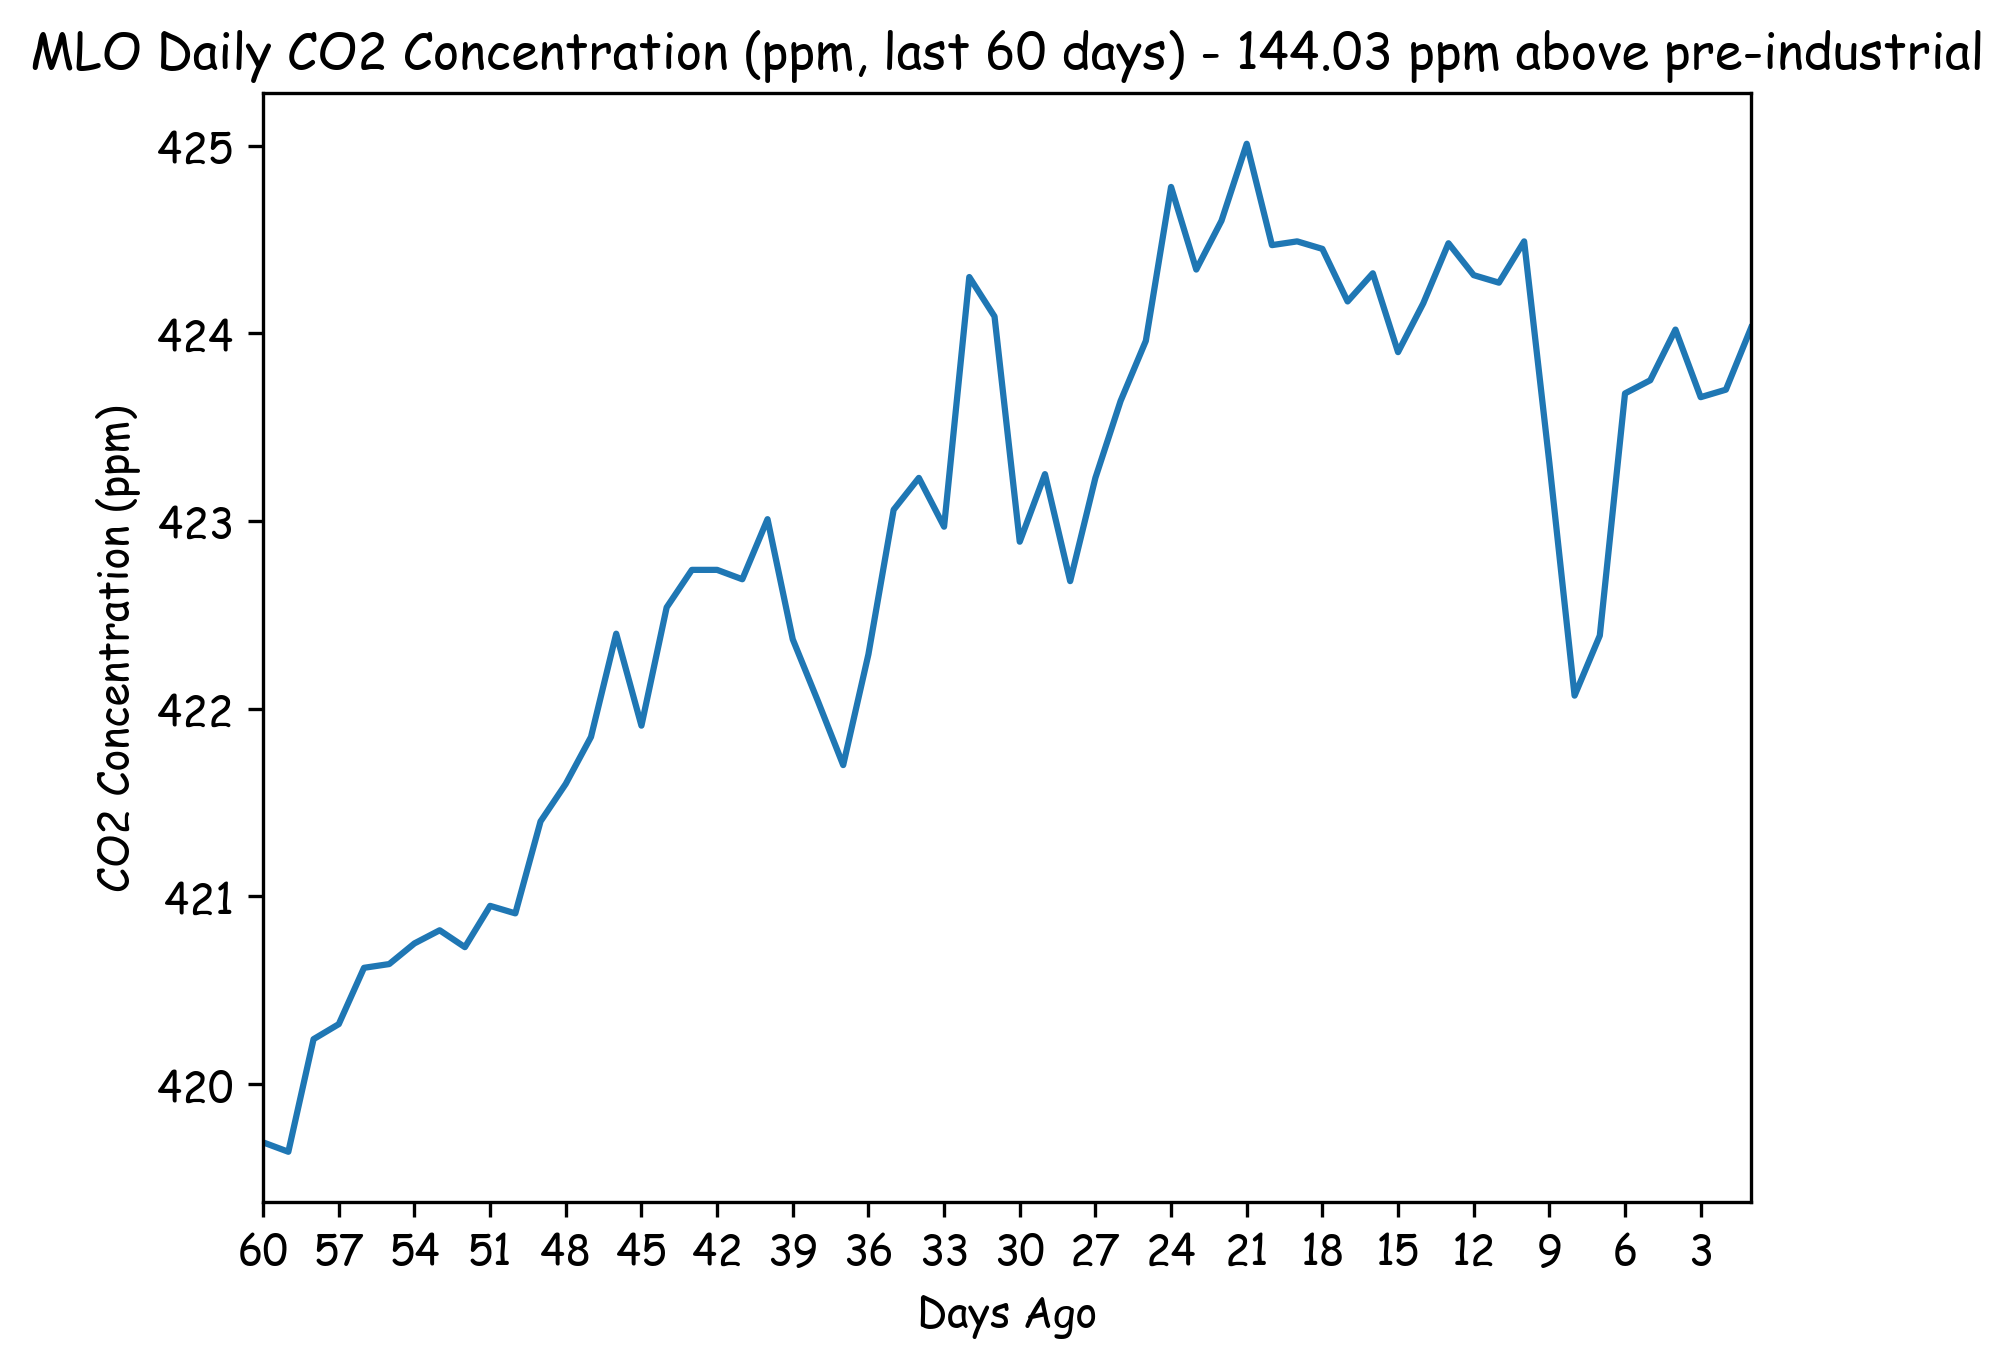 MLO Daily CO2 Concentration (ppm, last 60 days) - 144.03 ppm above pre-industrial
425
424
423
422
421
420
CO2 Concentration (ppm)
60 57 54 51 48 45 42 39 36 33 30 27 24 21 18 15 12 9 6 3
Days Ago